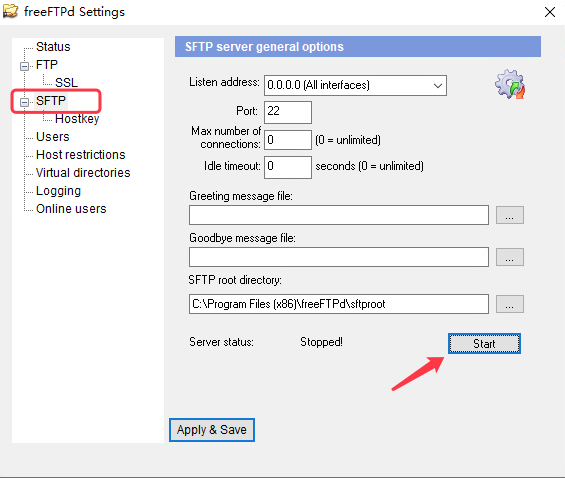 freeFTPd Settings
Status
FTP
SSL
SFTP
Hostkey
Users
Host restrictions
Virtual directories
Logging
Online users
SFTP server general options
Listen address: 0.0.0.0 (All interfaces)
Port: 22
Max number of
connections: 0 (0 = unlimited)
Idle timeout: 0 seconds (0 = unlimited)
Greeting message file:
...
Goodbye message file:
...
SFTP root directory:
C:\Program Files (x86)\freeFTPd\sftproot ...
Server status: Stopped! Start
Apply & Save